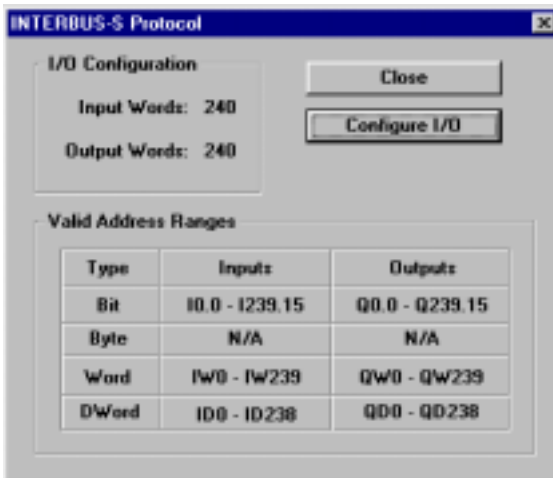 INTERBUS-S Protocol
I/O Configuration
Input Words: 240
Output Words: 240
Close
Configure I/O
Valid Address Ranges
Type Inputs Outputs
Bit I0.0 - I239.15 Q0.0 - Q239.15
Byte N/A N/A
Word IW0 - IW239 QW0 - QW239
DWord ID0 - ID238 QD0 - QD238